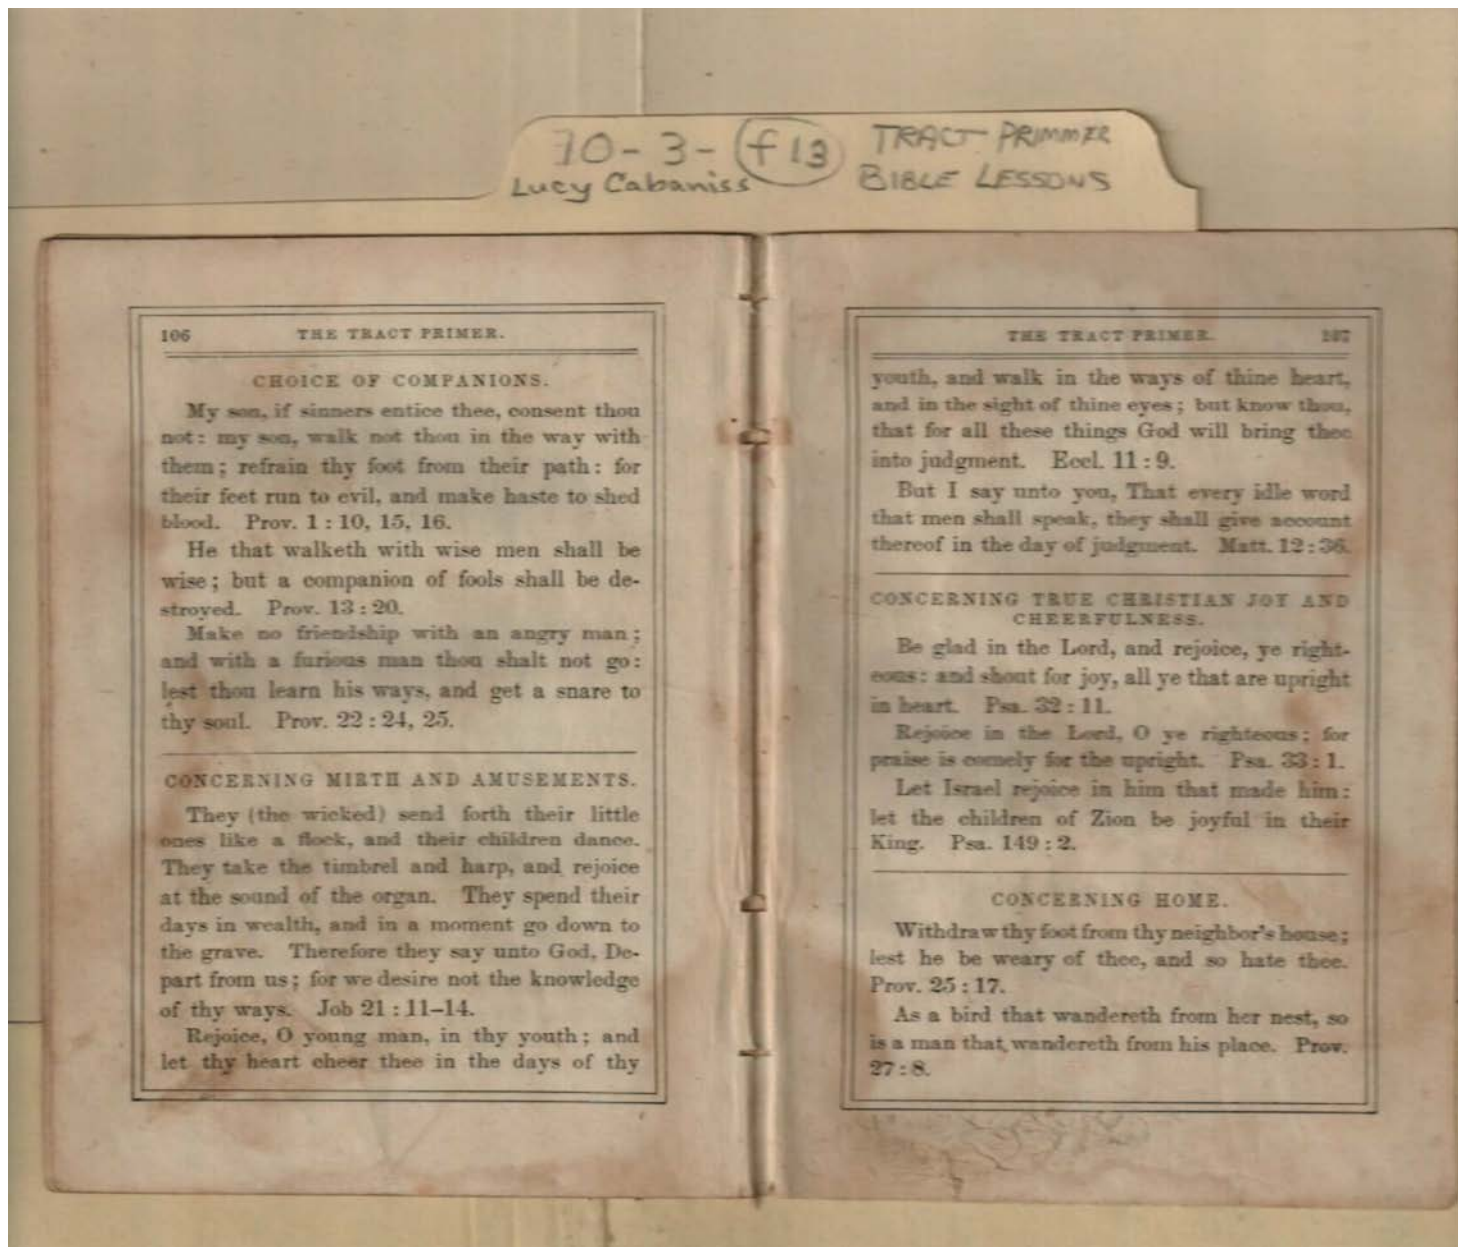 70-3-f13 TRACT PRIMMER
Lucy Cabaniss BIBLE LESSONS
106 THE TRACT PRIMER.
CHOICE OF COMPANIONS.
My son, if sinners entice thee, consent thou
not: my son, walk not thou in the way with
them; refrain thy foot from their path: for
their feet run to evil, and make haste to shed
blood. Prov. 1:10, 15, 16.
He that walketh with wise men shall be
wise; but a companion of fools shall be de-
stroyed. Prov. 13:20.
Make no friendship with an angry man;
and with a furious man thou shalt not go:
lest thou learn his ways, and get a snare to
thy soul. Prov. 22:24, 25.
CONCERNING MIRTH AND AMUSEMENTS.
They (the wicked) send forth their little
ones like a flock, and their children dance.
They take the timbrel and harp, and rejoice
at the sound of the organ. They spend their
days in wealth, and in a moment go down to
the grave. Therefore they say unto God, De-
part from us; for we desire not the knowledge
of thy ways. Job 21:11–14.
Rejoice, O young man, in thy youth; and
let thy heart cheer thee in the days of thy
THE TRACT PRIMER. 107
youth, and walk in the ways of thine heart,
and in the sight of thine eyes; but know thou,
that for all these things God will bring thee
into judgment. Eccl. 11:9.
But I say unto you, That every idle word
that men shall speak, they shall give account
thereof in the day of judgment. Matt. 12:36.
CONCERNING TRUE CHRISTIAN JOY AND
CHEERFULNESS.
Be glad in the Lord, and rejoice, ye right-
eous: and shout for joy, all ye that are upright
in heart. Psa. 32:11.
Rejoice in the Lord, O ye righteous; for
praise is comely for the upright. Psa. 33:1.
Let Israel rejoice in him that made him:
let the children of Zion be joyful in their
King. Psa. 149:2.
CONCERNING HOME.
Withdraw thy foot from thy neighbor's house;
lest he be weary of thee, and so hate thee.
Prov. 25:17.
As a bird that wandereth from her nest, so
is a man that wandereth from his place. Prov.
27:8.